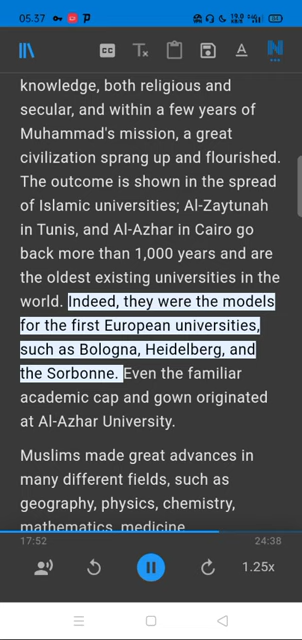 05.37
CC
knowledge, both religious and
secular, and within a few years of
Muhammad's mission, a great
civilization sprang up and flourished.
The outcome is shown in the spread
of Islamic universities; Al-Zaytunah
in Tunis, and Al-Azhar in Cairo go
back more than 1,000 years and are
the oldest existing universities in the
world. Indeed, they were the models
for the first European universities,
such as Bologna, Heidelberg, and
the Sorbonne. Even the familiar
academic cap and gown originated
at Al-Azhar University.
Muslims made great advances in
many different fields, such as
geography, physics, chemistry,
mathematics, medicine,
17:52 24:38
1.25x